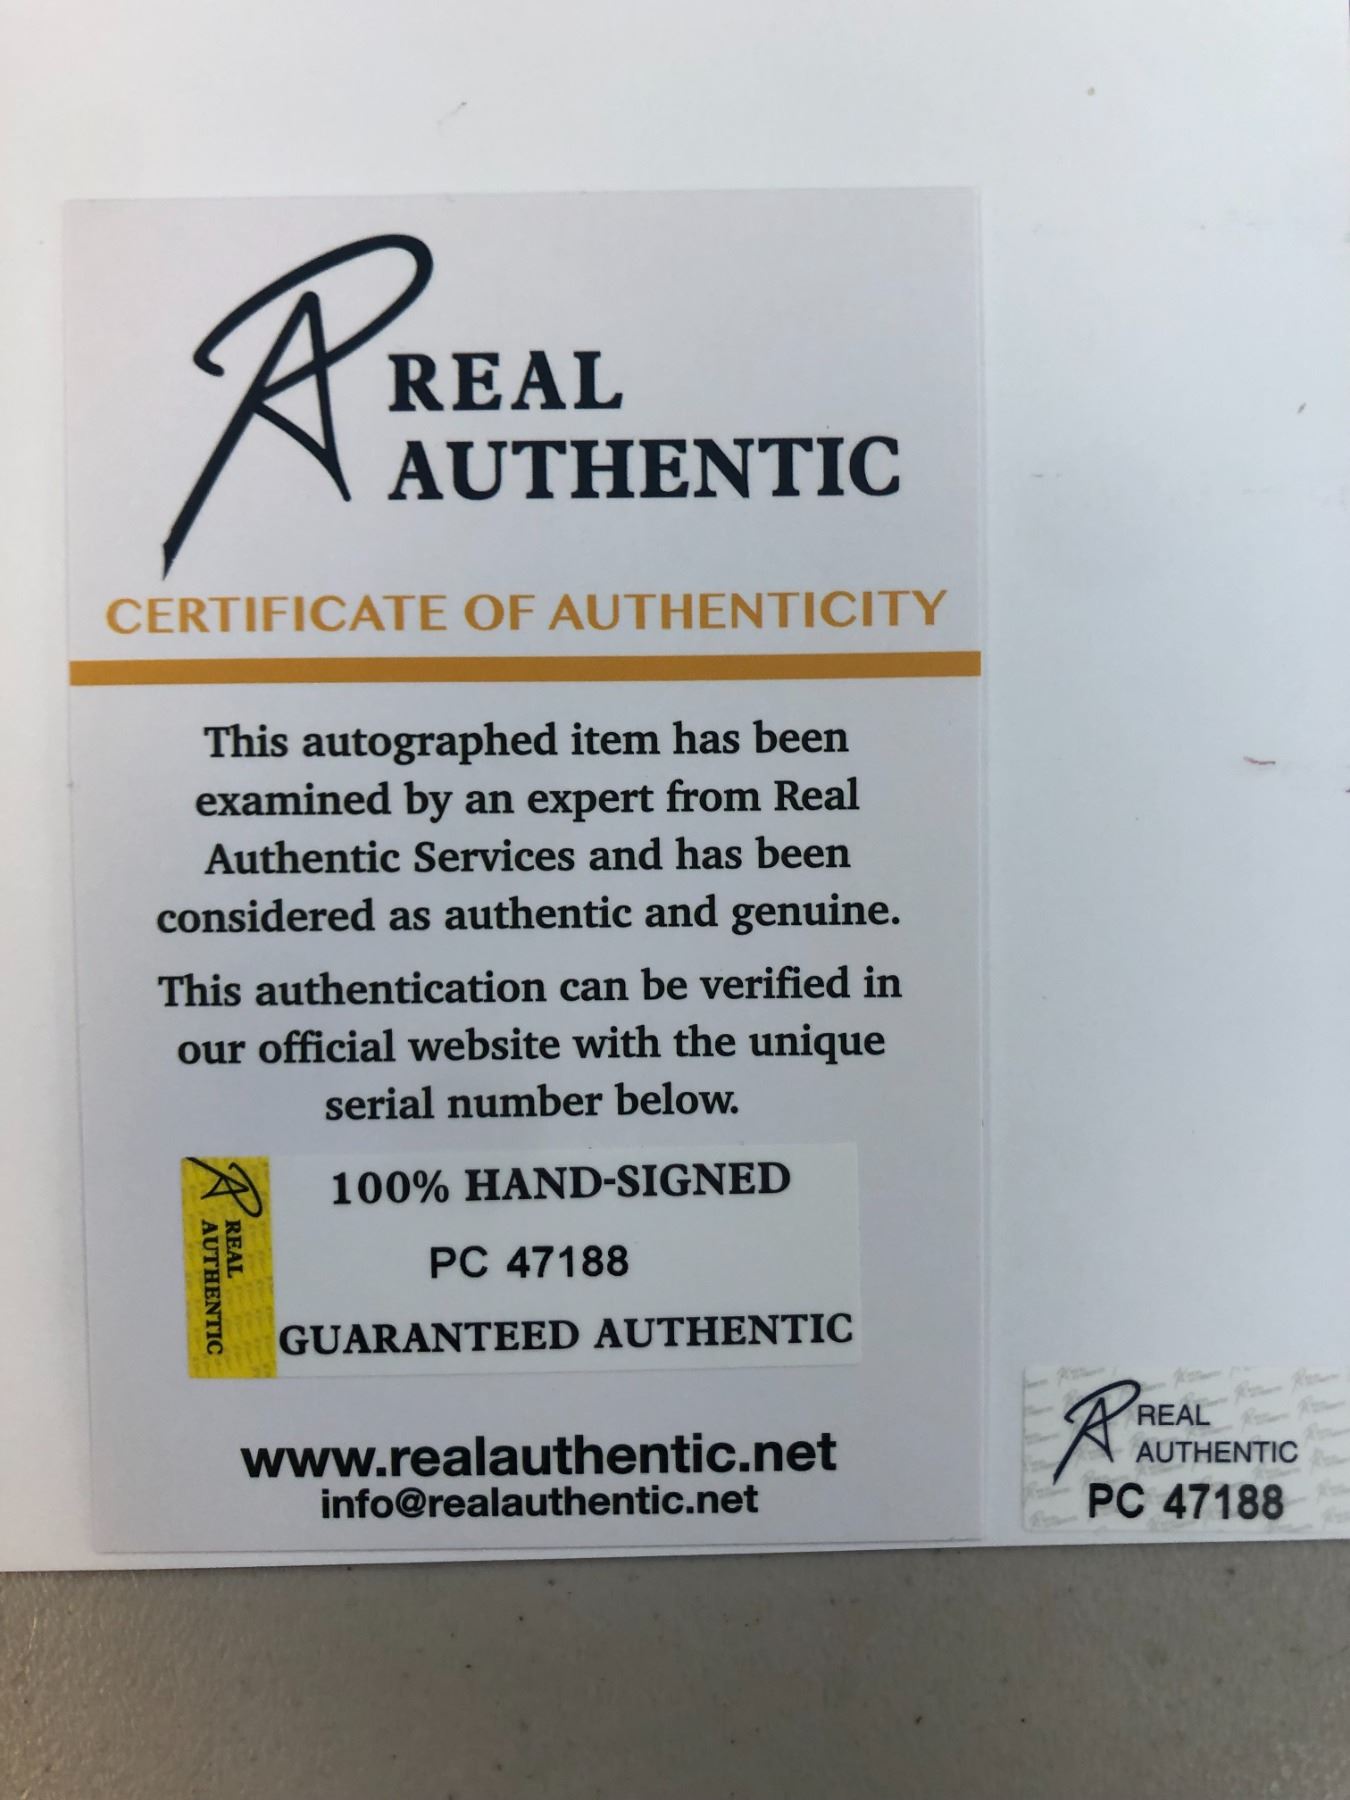 REAL
AUTHENTIC
CERTIFICATE OF AUTHENTICITY
This autographed item has been
examined by an expert from Real
Authentic Services and has been
considered as authentic and genuine.
This authentication can be verified in
our official website with the unique
serial number below.
REAL
AUTHENTIC
100% HAND-SIGNED
PC 47188
GUARANTEED AUTHENTIC
www.realauthentic.net
info@realauthentic.net
REAL
AUTHENTIC
PC 47188